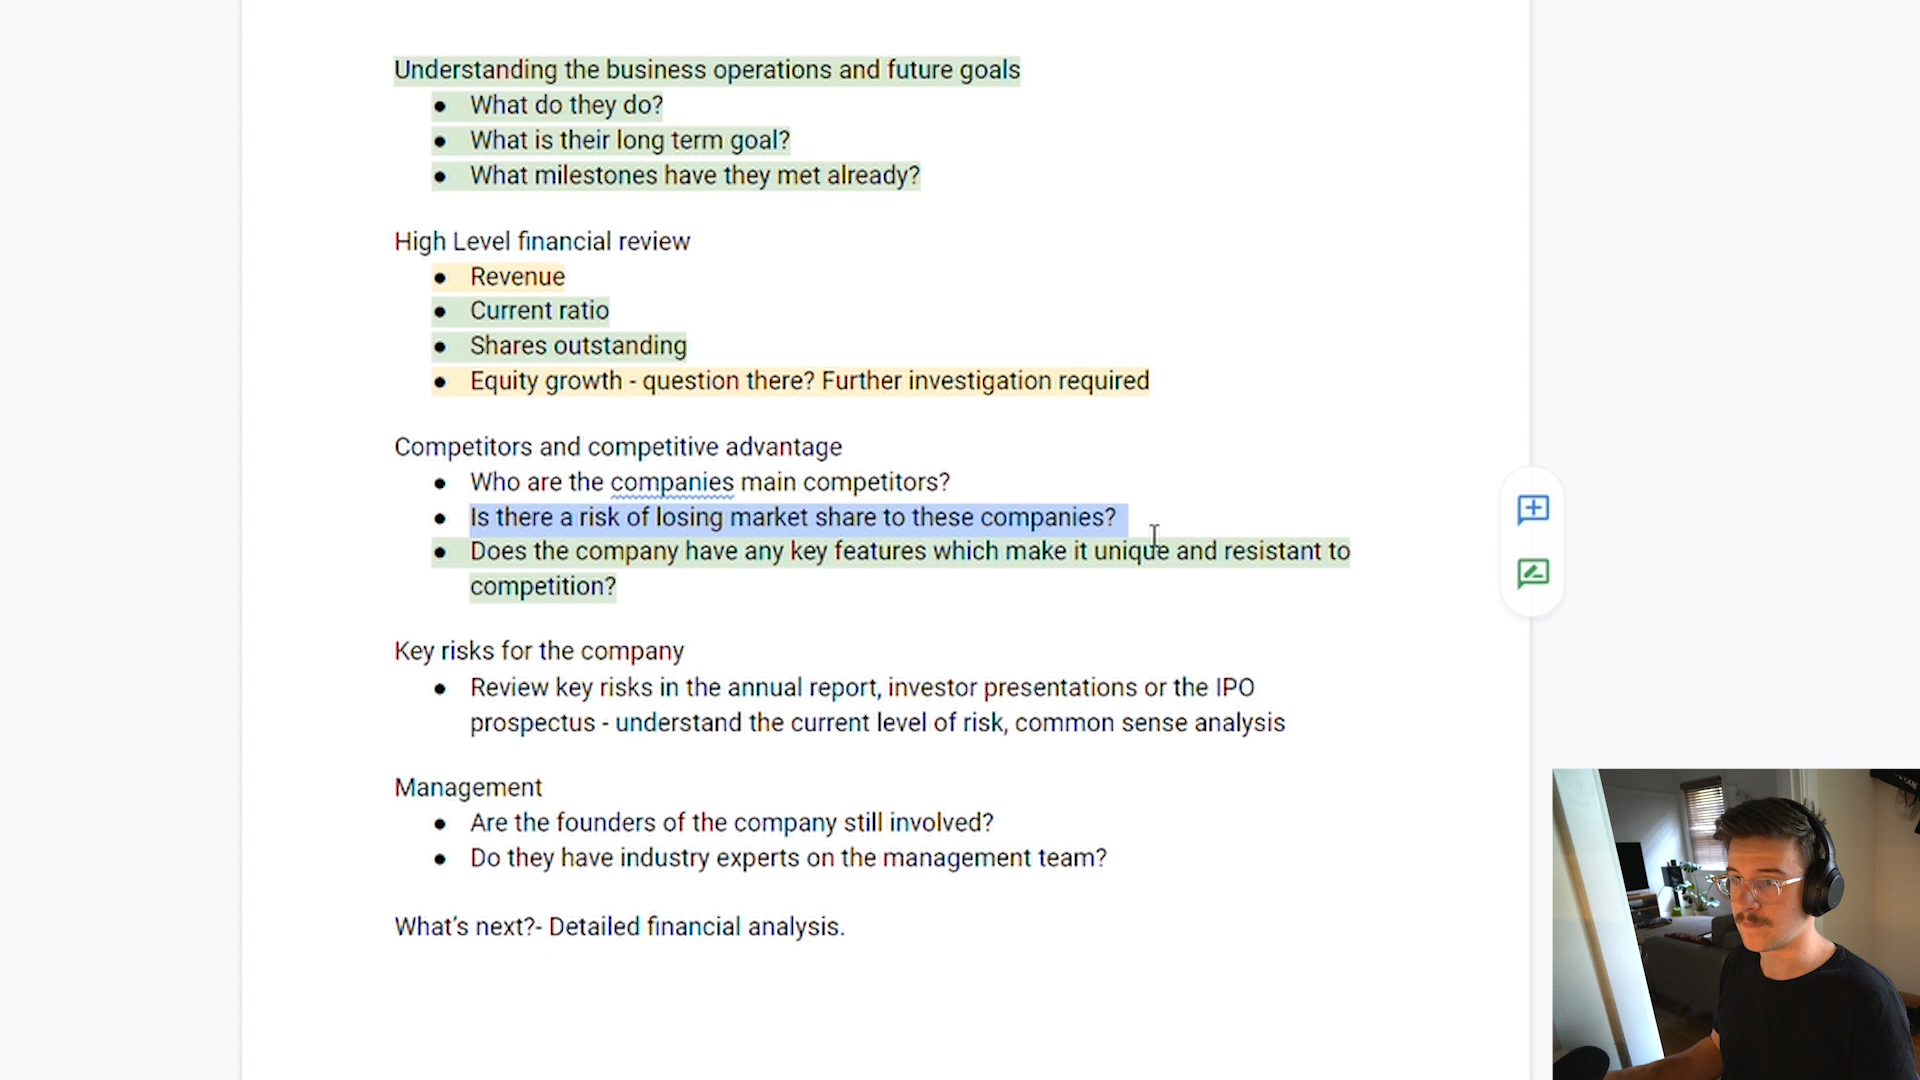 Understanding the business operations and future goals
● What do they do?
● What is their long term goal?
● What milestones have they met already?
High Level financial review
● Revenue
● Current ratio
● Shares outstanding
● Equity growth - question there? Further investigation required
Competitors and competitive advantage
● Who are the companies main competitors?
● Is there a risk of losing market share to these companies?
● Does the company have any key features which make it unique and resistant to
competition?
Key risks for the company
● Review key risks in the annual report, investor presentations or the IPO
prospectus - understand the current level of risk, common sense analysis
Management
● Are the founders of the company still involved?
● Do they have industry experts on the management team?
What's next?- Detailed financial analysis.